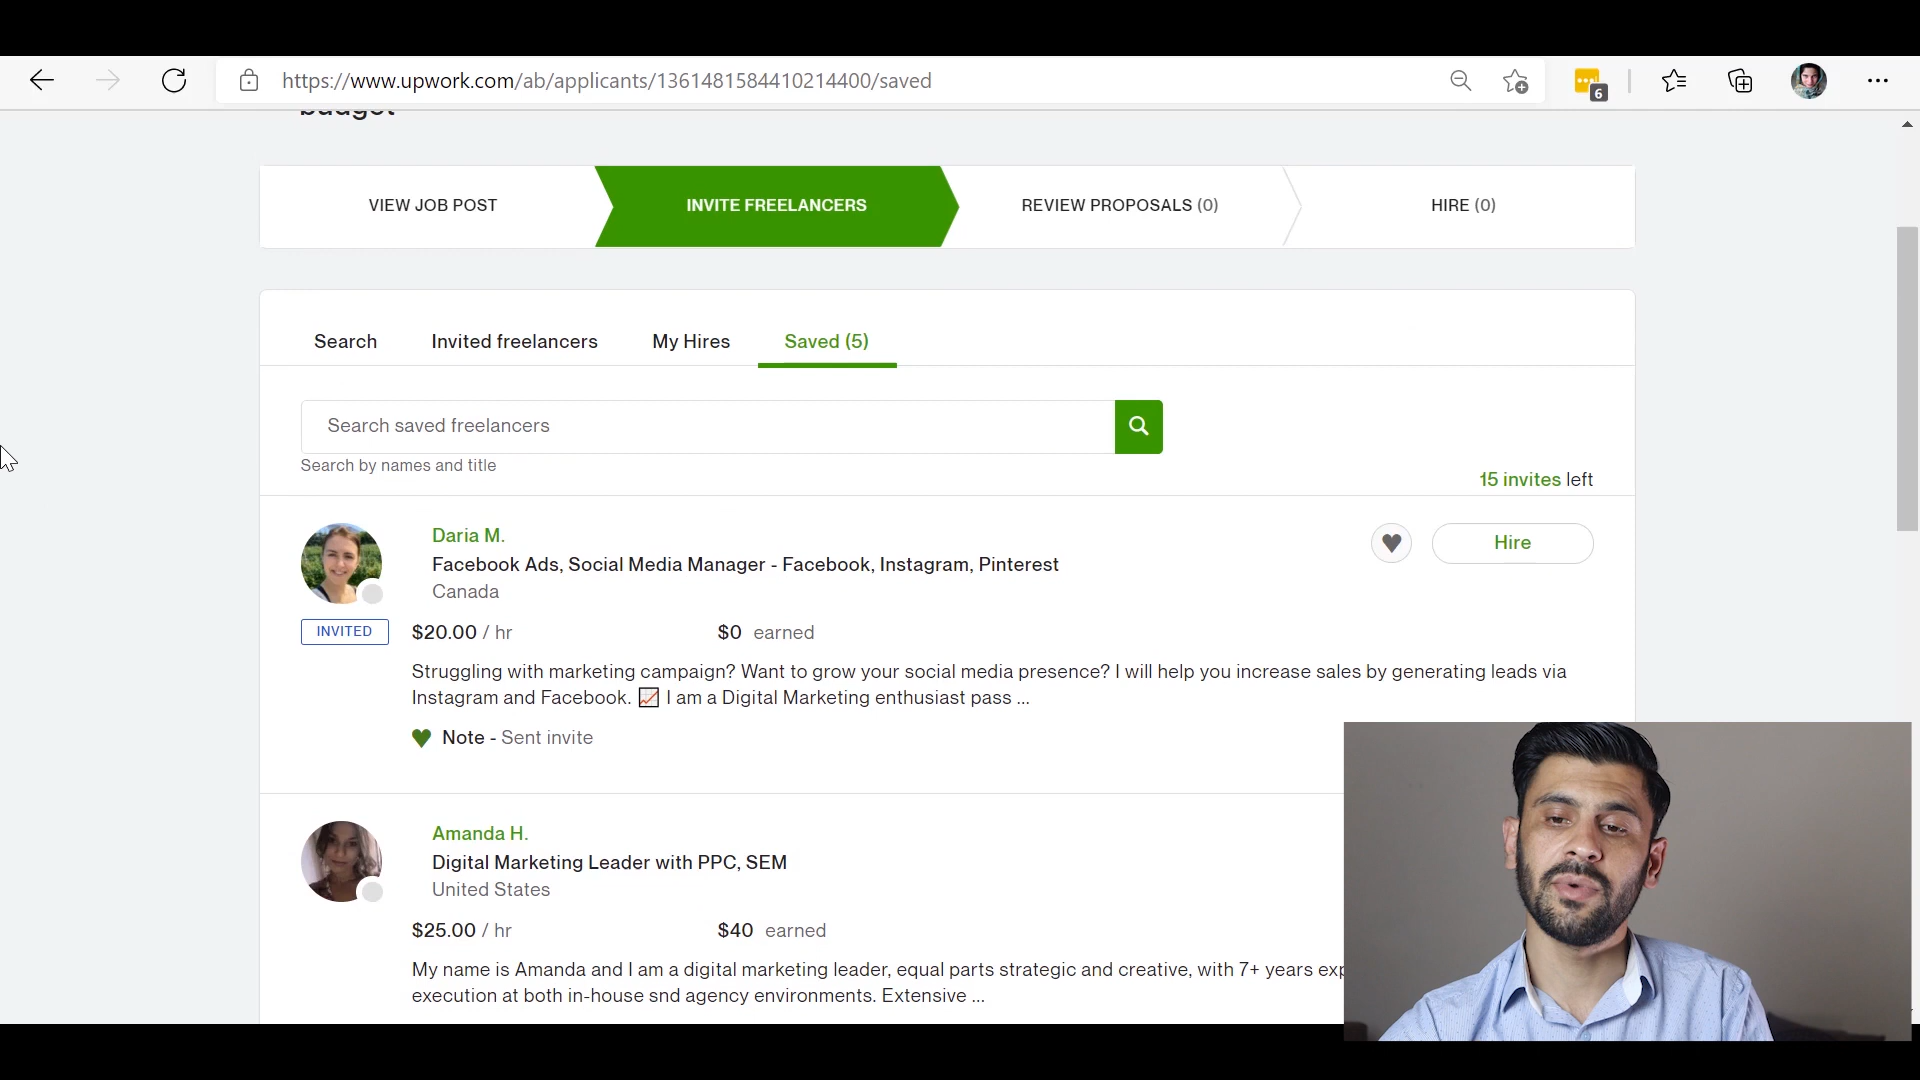 https://www.upwork.com/ab/applicants/1361481584410214400/saved
6
budget
VIEW JOB POST
INVITE FREELANCERS
REVIEW PROPOSALS (0)
HIRE (0)
Search
Invited freelancers
My Hires
Saved (5)
Search saved freelancers
Search by names and title
15 invites left
Daria M.
Facebook Ads, Social Media Manager - Facebook, Instagram, Pinterest
Canada
Hire
INVITED
$20.00 / hr
$0 earned
Struggling with marketing campaign? Want to grow your social media presence? I will help you increase sales by generating leads via
Instagram and Facebook. 📈 I am a Digital Marketing enthusiast pass ...
Note - Sent invite
Amanda H.
Digital Marketing Leader with PPC, SEM
United States
$25.00 / hr
$40 earned
My name is Amanda and I am a digital marketing leader, equal parts strategic and creative, with 7+ years exp
execution at both in-house snd agency environments. Extensive ...